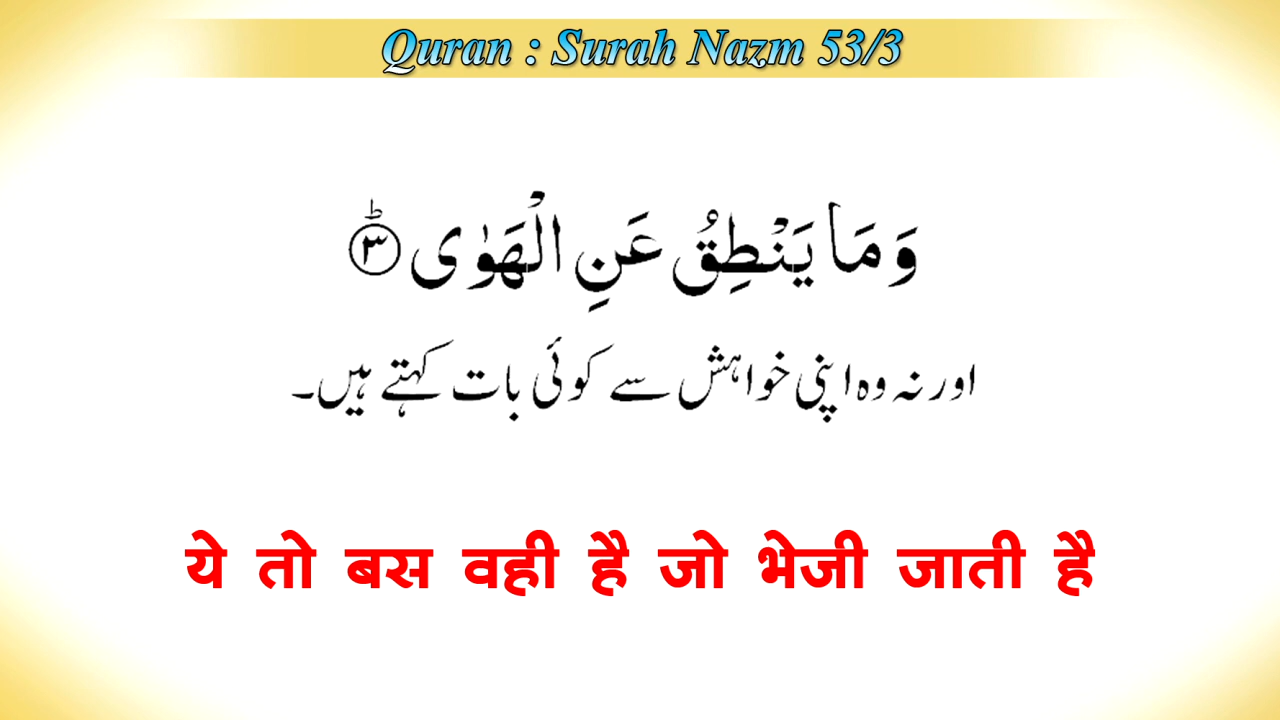 Quran : Surah Nazm 53/3
وَمَا يَنْطِقُ عَنِ الْهَوٰى ۝٣ؕ
اور نہ وہ اپنی خواہش سے کوئی بات کہتے ہیں۔
ये तो बस वही है जो भेजी जाती है